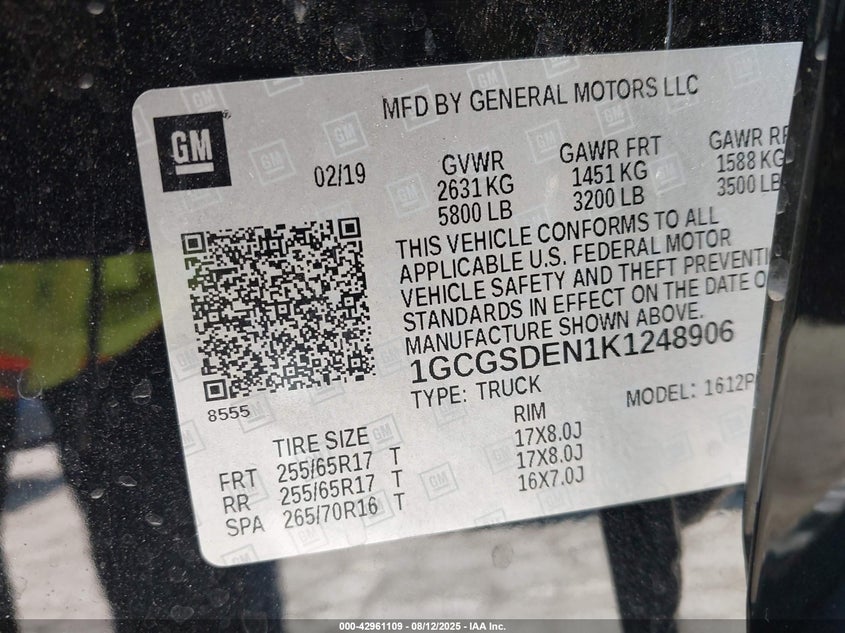 MFD BY GENERAL MOTORS LLC
GM
02/19
GVWR
2631 KG
5800 LB
GAWR FRT
1451 KG
3200 LB
GAWR RR
1588 KG
3500 LB
THIS VEHICLE CONFORMS TO ALL
APPLICABLE U.S. FEDERAL MOTOR
VEHICLE SAFETY AND THEFT PREVENTI
STANDARDS IN EFFECT ON THE DATE O
MANUFACTURE SHOWN ABOVE.
1GCGSDEN1K1248906
TYPE: TRUCK
MODEL: 1612P
8555
TIRE SIZE
RIM
FRT 255/65R17 T 17X8.0J
RR 255/65R17 T 17X8.0J
SPA 265/70R16 T 16X7.0J
000-42961109 - 08/12/2025 - IAA Inc.